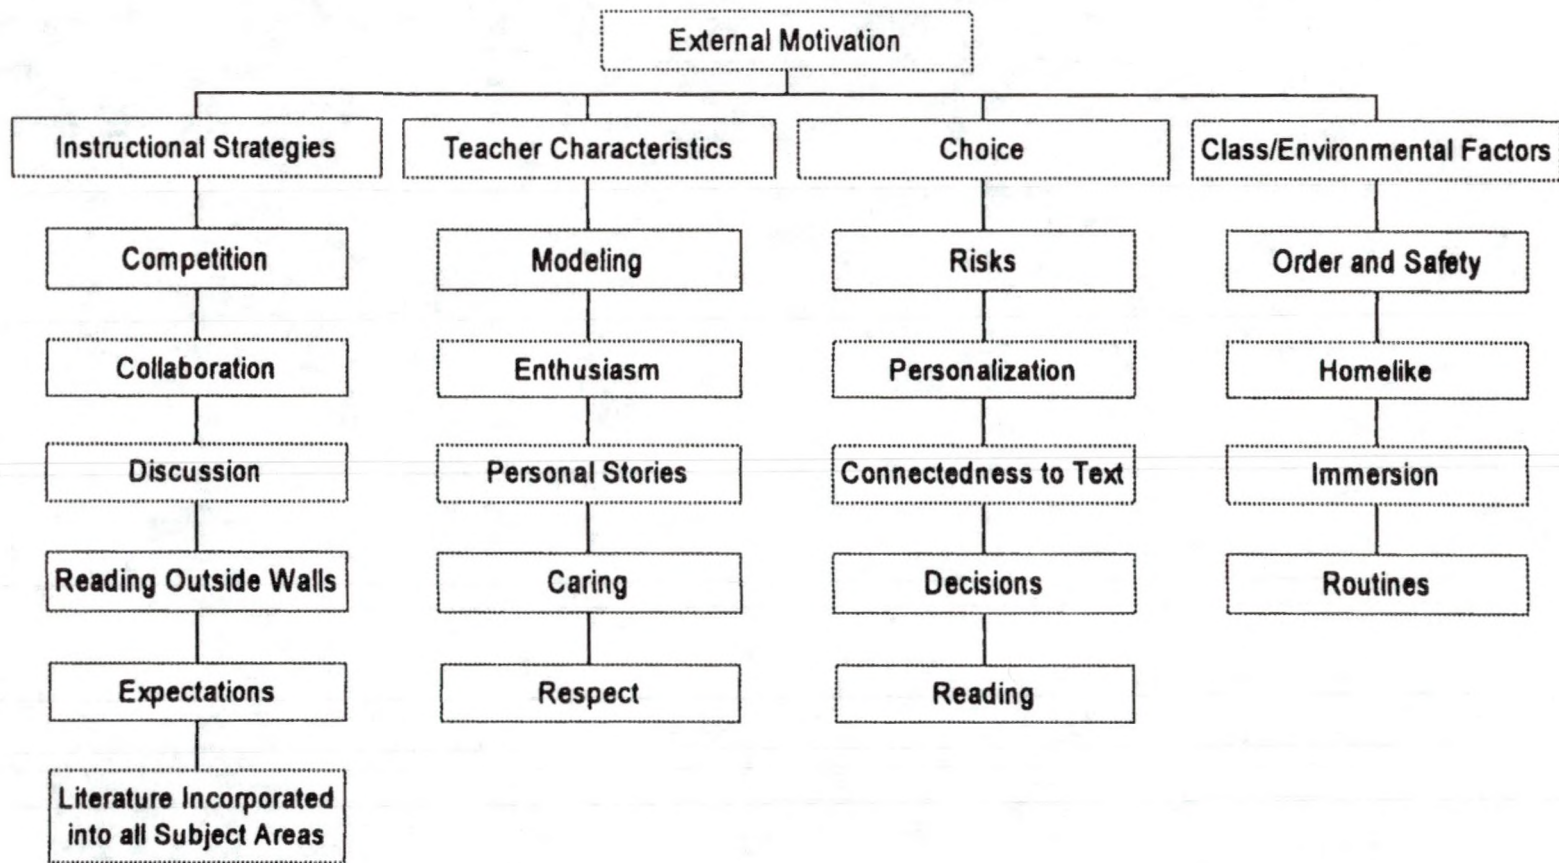 External Motivation
Instructional Strategies
Competition
Collaboration
Discussion
Reading Outside Walls
Expectations
Literature Incorporated
into all Subject Areas
Teacher Characteristics
Modeling
Enthusiasm
Personal Stories
Caring
Respect
Choice
Risks
Personalization
Connectedness to Text
Decisions
Reading
Class/Environmental Factors
Order and Safety
Homelike
Immersion
Routines